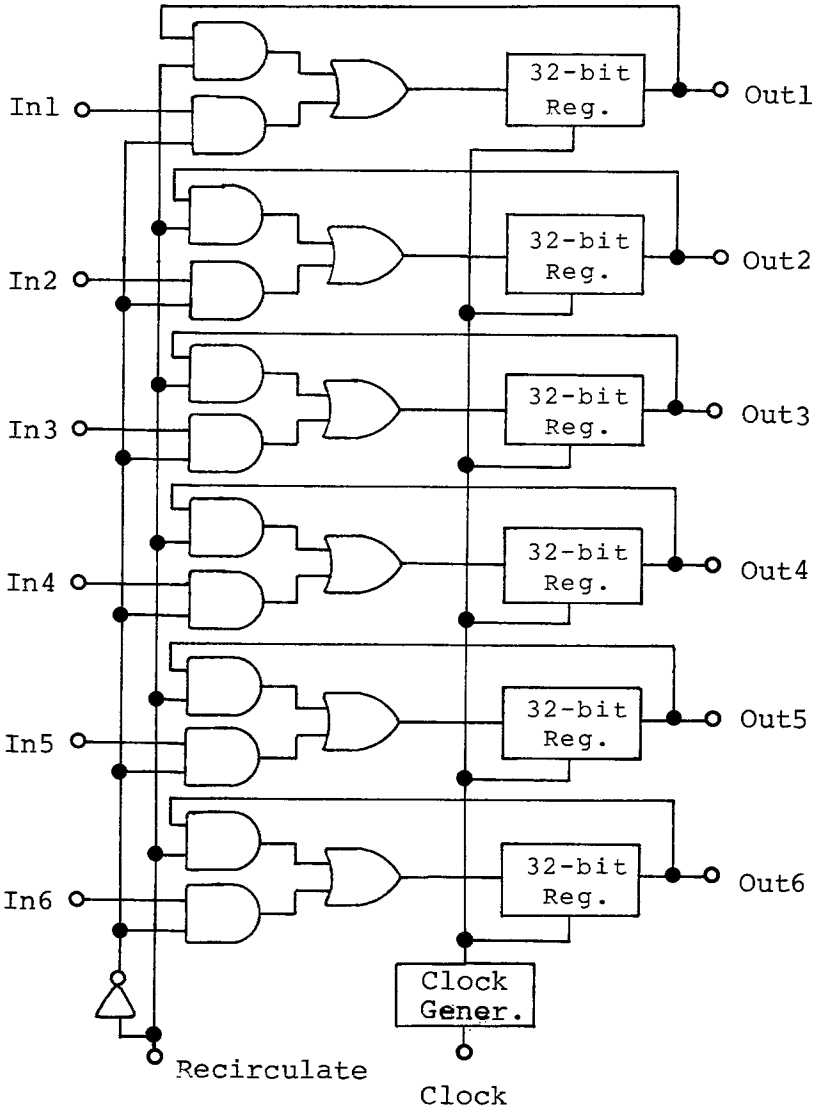 32-bit
Reg.
In1
Out1
32-bit
Reg.
In2
Out2
32-bit
Reg.
In3
Out3
32-bit
Reg.
In4
Out4
32-bit
Reg.
In5
Out5
32-bit
Reg.
In6
Out6
Clock
Gener.
Recirculate
Clock